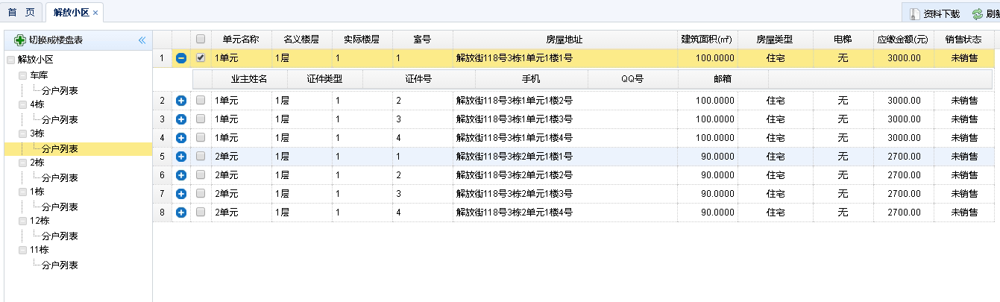 首 页 解放小区 × 资料下载
切换成楼盘表 «
解放小区
车库
分户列表
4栋
分户列表
3栋
分户列表
2栋
分户列表
1栋
分户列表
12栋
分户列表
11栋
分户列表
单元名称 名义楼层 实际楼层 室号 房屋地址 建筑面积(㎡) 房屋类型 电梯 应缴金额(元) 销售状态
1 1单元 1层 1 1 解放街118号3栋1单元1楼1号 100.0000 住宅 无 3000.00 未销售
业主姓名 证件类型 证件号 手机 QQ号 邮箱
2 1单元 1层 1 2 解放街118号3栋1单元1楼2号 100.0000 住宅 无 3000.00 未销售
3 1单元 1层 1 3 解放街118号3栋1单元1楼3号 100.0000 住宅 无 3000.00 未销售
4 1单元 1层 1 4 解放街118号3栋1单元1楼4号 100.0000 住宅 无 3000.00 未销售
5 2单元 1层 1 1 解放街118号3栋2单元1楼1号 90.0000 住宅 无 2700.00 未销售
6 2单元 1层 1 2 解放街118号3栋2单元1楼2号 90.0000 住宅 无 2700.00 未销售
7 2单元 1层 1 3 解放街118号3栋2单元1楼3号 90.0000 住宅 无 2700.00 未销售
8 2单元 1层 1 4 解放街118号3栋2单元1楼4号 90.0000 住宅 无 2700.00 未销售